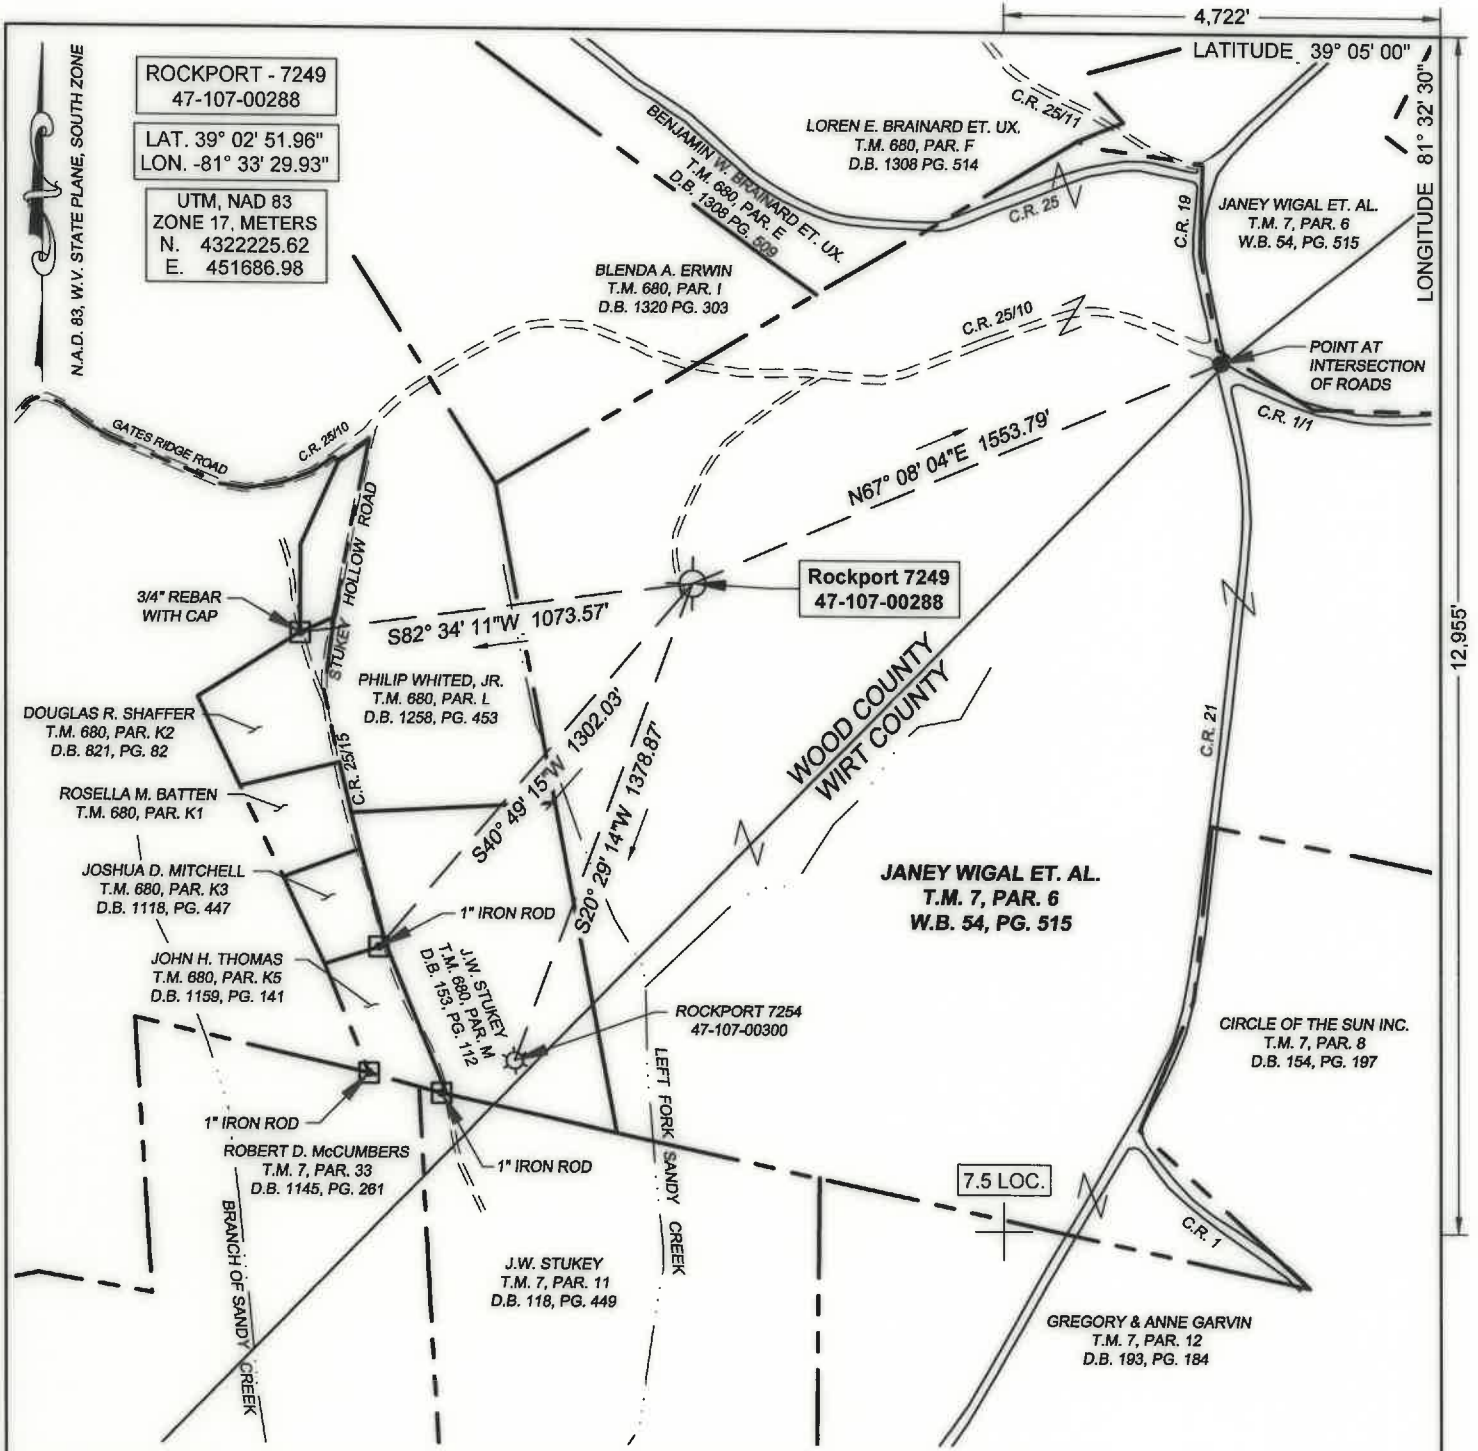 4,722'
LATITUDE 39° 05' 00"
LONGITUDE 81° 32' 30"
12,955'
N.A.D. 83, W.V. STATE PLANE, SOUTH ZONE
ROCKPORT - 7249
47-107-00288
LAT. 39° 02' 51.96"
LON. -81° 33' 29.93"
UTM, NAD 83
ZONE 17, METERS
N. 4322225.62
E. 451686.98
BENJAMIN W. BRAINARD ET. UX.
T.M. 680, PAR. E
D.B. 1308 PG. 509
LOREN E. BRAINARD ET. UX.
T.M. 680, PAR. F
D.B. 1308 PG. 514
C.R. 25/11
C.R. 25
C.R. 19
JANEY WIGAL ET. AL.
T.M. 7, PAR. 6
W.B. 54, PG. 515
BLENDA A. ERWIN
T.M. 680, PAR. I
D.B. 1320 PG. 303
C.R. 25/10
POINT AT
INTERSECTION
OF ROADS
C.R. 1/1
GATES RIDGE ROAD
C.R. 25/10
STUKEY HOLLOW ROAD
N67° 08' 04"E 1553.79'
Rockport 7249
47-107-00288
3/4" REBAR
WITH CAP
S82° 34' 11"W 1073.57'
PHILIP WHITED, JR.
T.M. 680, PAR. L
D.B. 1258, PG. 453
S40° 49' 15"W 1302.03'
S20° 29' 14"W 1378.87'
WOOD COUNTY
WIRT COUNTY
C.R. 21
DOUGLAS R. SHAFFER
T.M. 680, PAR. K2
D.B. 821, PG. 82
C.R. 25/15
ROSELLA M. BATTEN
T.M. 680, PAR. K1
JOSHUA D. MITCHELL
T.M. 680, PAR. K3
D.B. 1118, PG. 447
1" IRON ROD
JANEY WIGAL ET. AL.
T.M. 7, PAR. 6
W.B. 54, PG. 515
JOHN H. THOMAS
T.M. 680, PAR. K5
D.B. 1159, PG. 141
J.W. STUKEY
T.M. 680, PAR. M
D.B. 153, PG. 112
ROCKPORT 7254
47-107-00300
CIRCLE OF THE SUN INC.
T.M. 7, PAR. 8
D.B. 154, PG. 197
1" IRON ROD
ROBERT D. McCUMBERS
T.M. 7, PAR. 33
D.B. 1145, PG. 261
1" IRON ROD
LEFT FORK SANDY CREEK
7.5 LOC.
C.R. 1
BRANCH OF SANDY CREEK
J.W. STUKEY
T.M. 7, PAR. 11
D.B. 118, PG. 449
GREGORY & ANNE GARVIN
T.M. 7, PAR. 12
D.B. 193, PG. 184